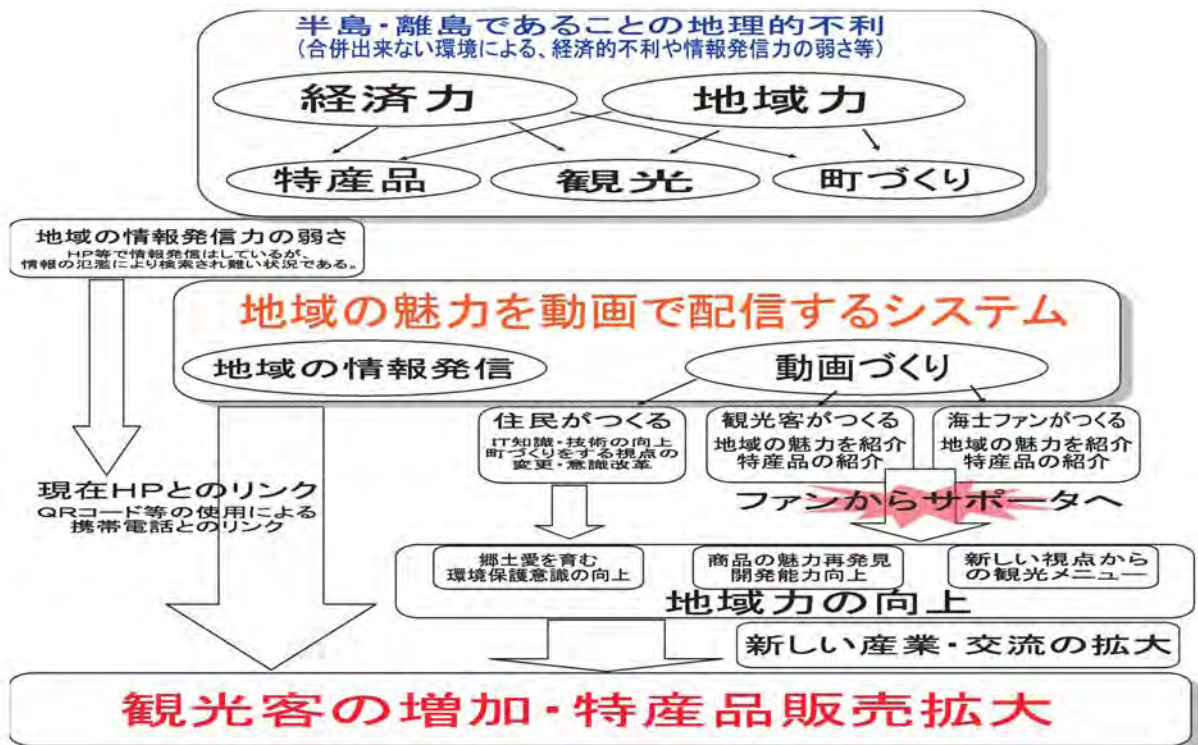 半島・離島であることの地理的不利
(合併出来ない環境による、経済的不利や情報発信力の弱さ等)
経済力
地域力
特産品
観光
町づくり
地域の情報発信力の弱さ
HP等で情報発信はしているが、
情報の氾濫により検索され難い状況である。
地域の魅力を動画で配信するシステム
地域の情報発信
動画づくり
住民がつくる
IT知識・技術の向上
町づくりをする視点の
変更・意識改革
観光客がつくる
地域の魅力を紹介
特産品の紹介
海士ファンがつくる
地域の魅力を紹介
特産品の紹介
現在HPとのリンク
QRコード等の使用による
携帯電話とのリンク
ファンからサポータへ
郷土愛を育む
環境保護意識の向上
商品の魅力再発見
開発能力向上
新しい視点から
の観光メニュー
地域力の向上
新しい産業・交流の拡大
観光客の増加・特産品販売拡大